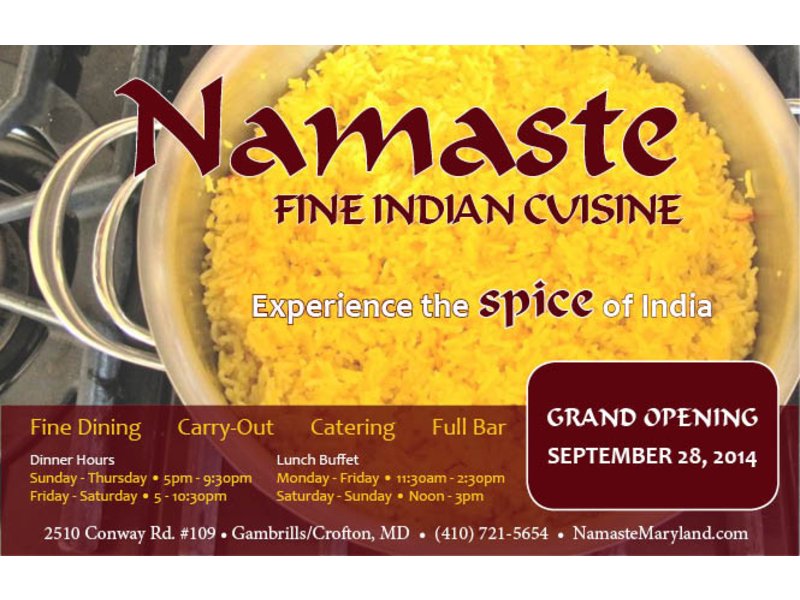 Namaste
FINE INDIAN CUISINE
Experience the spice of India
GRAND OPENING
SEPTEMBER 28, 2014
Fine Dining Carry-Out Catering Full Bar
Dinner Hours
Sunday - Thursday • 5pm - 9:30pm
Friday - Saturday • 5 - 10:30pm
Lunch Buffet
Monday - Friday • 11:30am - 2:30pm
Saturday - Sunday • Noon - 3pm
2510 Conway Rd. #109 • Gambrills/Crofton, MD • (410) 721-5654 • NamasteMaryland.com